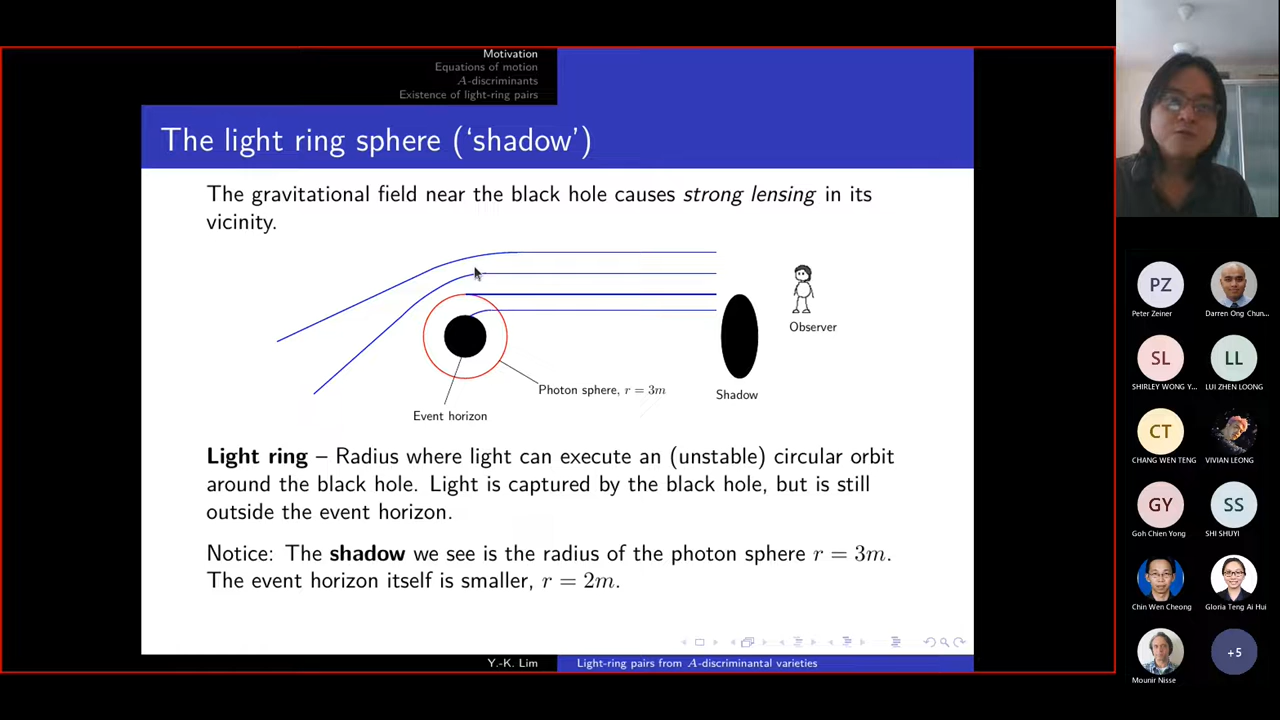 Motivation
Equations of motion
A-discriminants
Existence of light-ring pairs
The light ring sphere (‘shadow’)
The gravitational field near the black hole causes strong lensing in its
vicinity.
Observer
Photon sphere, r = 3m
Shadow
Event horizon
Light ring – Radius where light can execute an (unstable) circular orbit
around the black hole. Light is captured by the black hole, but is still
outside the event horizon.
Notice: The shadow we see is the radius of the photon sphere r = 3m.
The event horizon itself is smaller, r = 2m.
Y.-K. Lim
Light-ring pairs from A-discriminantal varieties
PZ
Peter Zeiner
Darren Ong Chun...
SL
SHIRLEY WONG Y...
LL
LUI ZHEN LOONG
CT
CHANG WEN TENG
VIVIAN LEONG
GY
Goh Chien Yong
SS
SHI SHUYI
Chin Wen Cheong
Gloria Teng Ai Hui
Mounir Nisse
+5